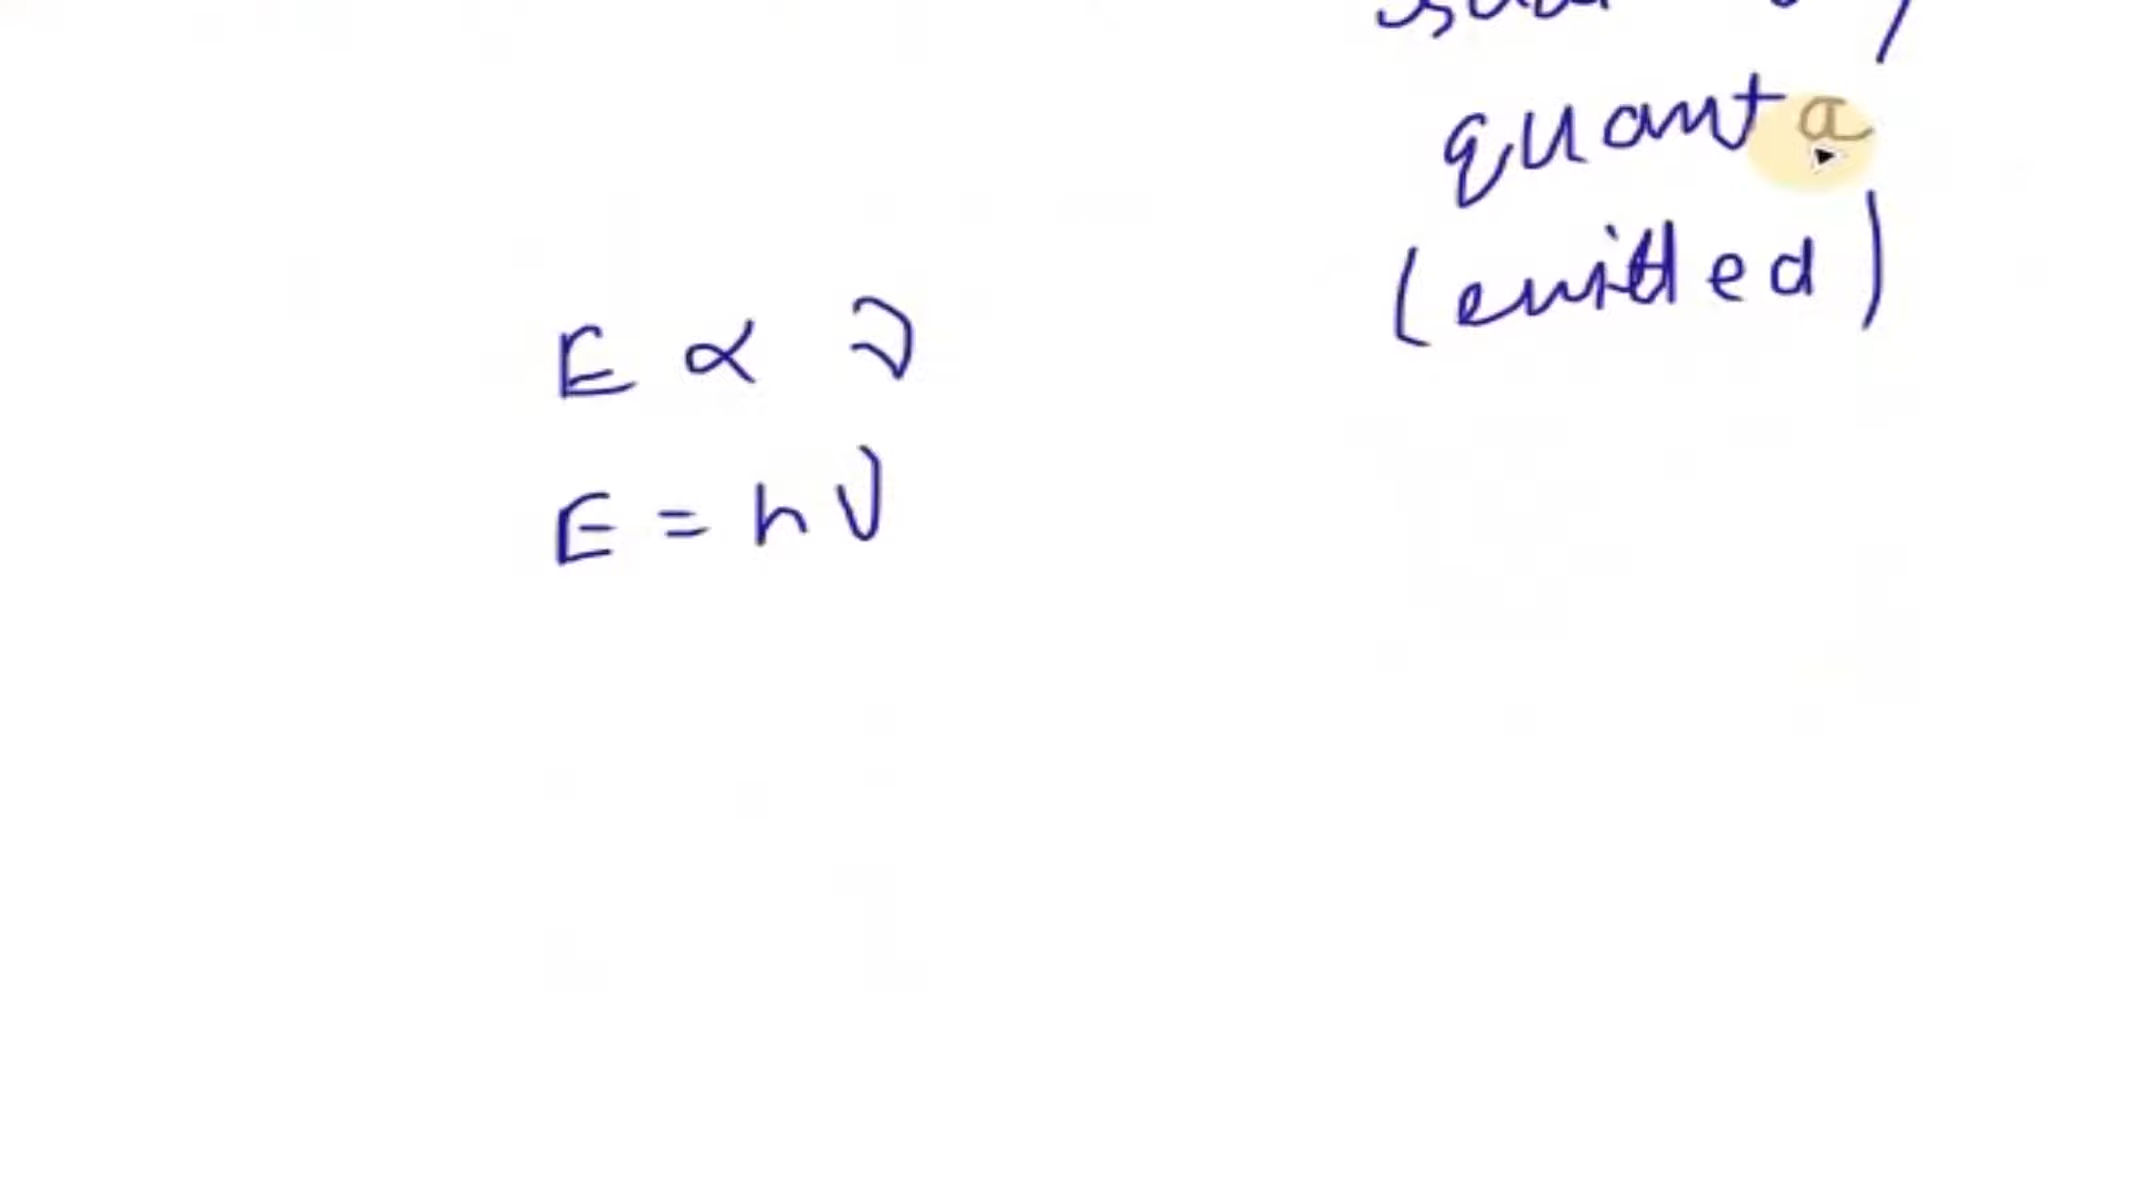 quanta
(emitted)
E ∝ ν
E = hν